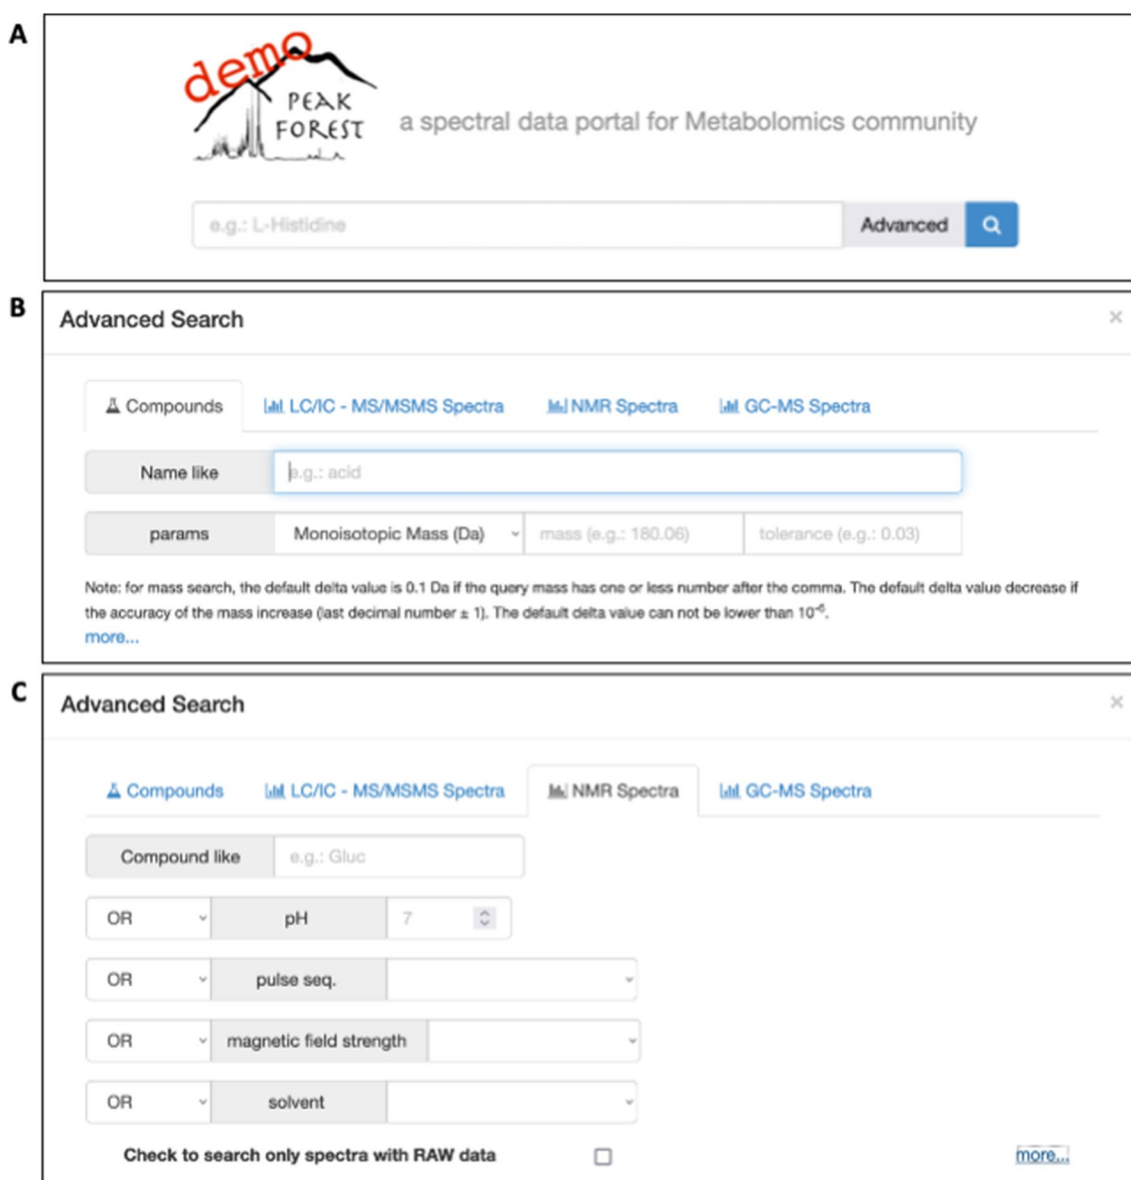 A
demo
PEAK
FOREST
a spectral data portal for Metabolomics community
e.g.: L-Histidine Advanced
B
Advanced Search ×
Compounds LC/IC - MS/MSMS Spectra NMR Spectra GC-MS Spectra
Name like e.g.: acid
params Monoisotopic Mass (Da) mass (e.g.: 180.06) tolerance (e.g.: 0.03)
Note: for mass search, the default delta value is 0.1 Da if the query mass has one or less number after the comma. The default delta value decrease if
the accuracy of the mass increase (last decimal number ± 1). The default delta value can not be lower than 10⁻⁶.
more...
C
Advanced Search ×
Compounds LC/IC - MS/MSMS Spectra NMR Spectra GC-MS Spectra
Compound like e.g.: Gluc
OR pH 7
OR pulse seq.
OR magnetic field strength
OR solvent
Check to search only spectra with RAW data more...